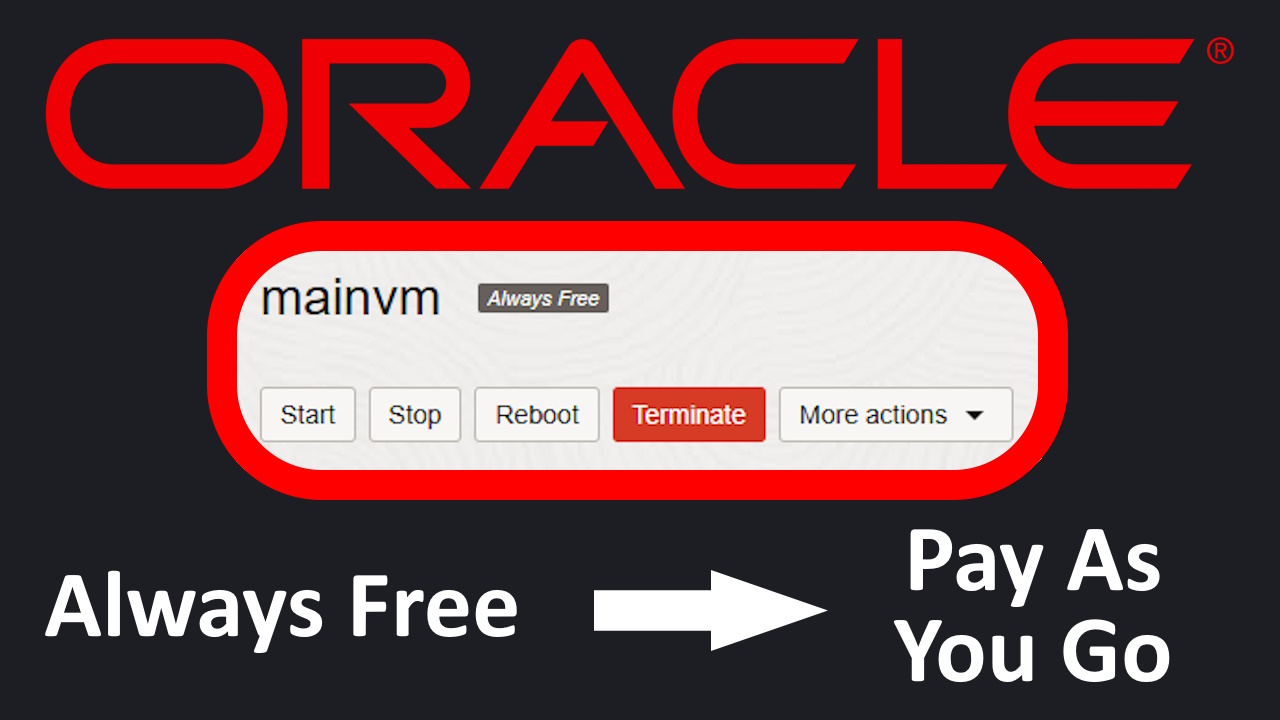 ORACLE®
mainvm Always Free
Start Stop Reboot Terminate More actions
Always Free
Pay As
You Go